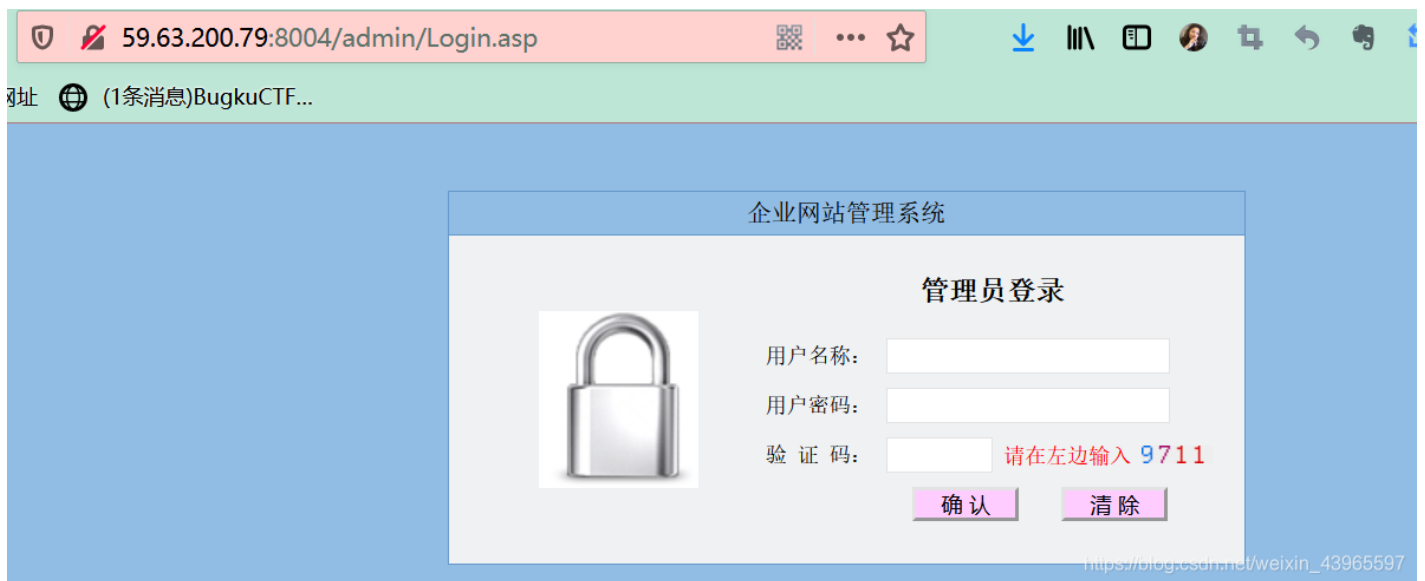 59.63.200.79:8004/admin/Login.asp
网址 (1条消息)BugkuCTF...
企业网站管理系统
管理员登录
用户名称：
用户密码：
验 证 码： 请在左边输入 9711
确 认 清 除
https://blog.csdn.net/weixin_43965597